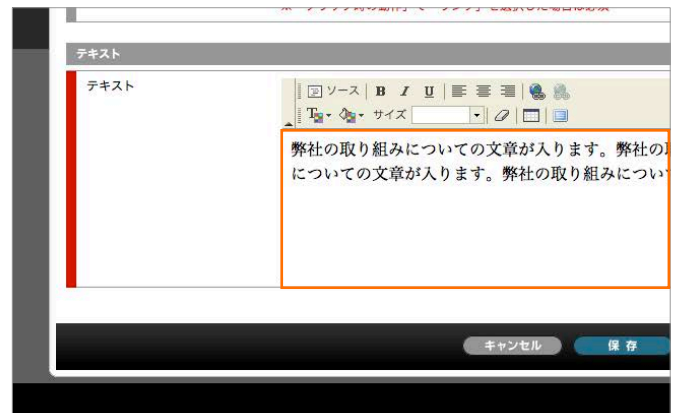 テキスト
テキスト
ソース B I U
サイズ
弊社の取り組みについての文章が入ります。弊社の
についての文章が入ります。弊社の取り組みについ
キャンセル 保存